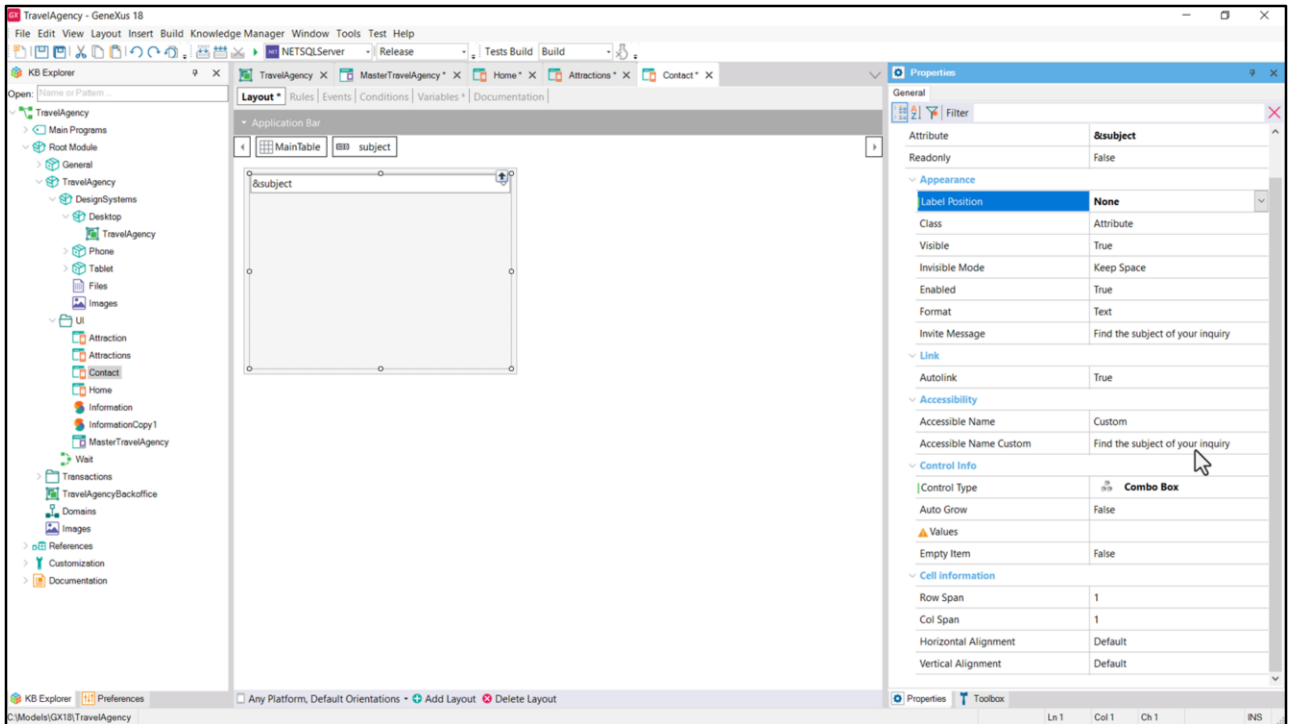 GX TravelAgency - GeneXus 18
File Edit View Layout Insert Build Knowledge Manager Window Tools Test Help
.NET NETSQLServer Release Tests Build Build
KB Explorer
Open: Name or Pattern ...
TravelAgency
Main Programs
Root Module
General
TravelAgency
DesignSystems
Desktop
TravelAgency
Phone
Tablet
Files
Images
UI
Attraction
Attractions
Contact
Home
Information
InformationCopy1
MasterTravelAgency
Wait
Transactions
TravelAgencyBackoffice
Domains
Images
References
Customization
Documentation
KB Explorer Preferences
TravelAgency X MasterTravelAgency * X Home * X Attractions * X Contact * X
Layout * Rules Events Conditions Variables * Documentation
Application Bar
MainTable subject
&subject
Any Platform, Default Orientations Add Layout Delete Layout
Properties
General
Filter
Attribute &subject
Readonly False
Appearance
Label Position None
Class Attribute
Visible True
Invisible Mode Keep Space
Enabled True
Format Text
Invite Message Find the subject of your inquiry
Link
Autolink True
Accessibility
Accessible Name Custom
Accessible Name Custom Find the subject of your inquiry
Control Info
Control Type Combo Box
Auto Grow False
Values
Empty Item False
Cell information
Row Span 1
Col Span 1
Horizontal Alignment Default
Vertical Alignment Default
Properties Toolbox
C:\Models\GX18\TravelAgency Ln 1 Col 1 Ch 1 INS